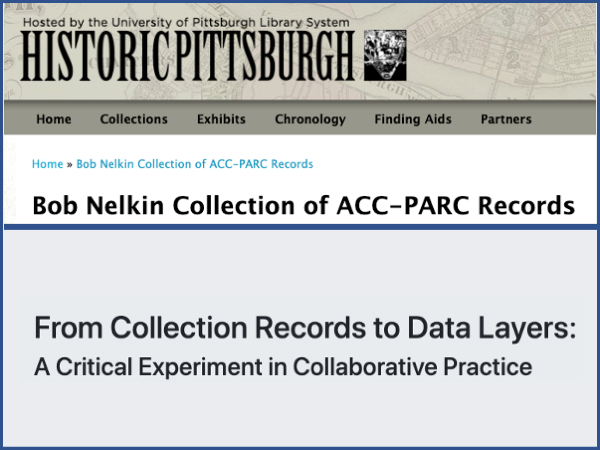 Hosted by the University of Pittsburgh Library System
HISTORIC PITTSBURGH
Home Collections Exhibits Chronology Finding Aids Partners
Home » Bob Nelkin Collection of ACC-PARC Records
Bob Nelkin Collection of ACC-PARC Records
From Collection Records to Data Layers:
A Critical Experiment in Collaborative Practice